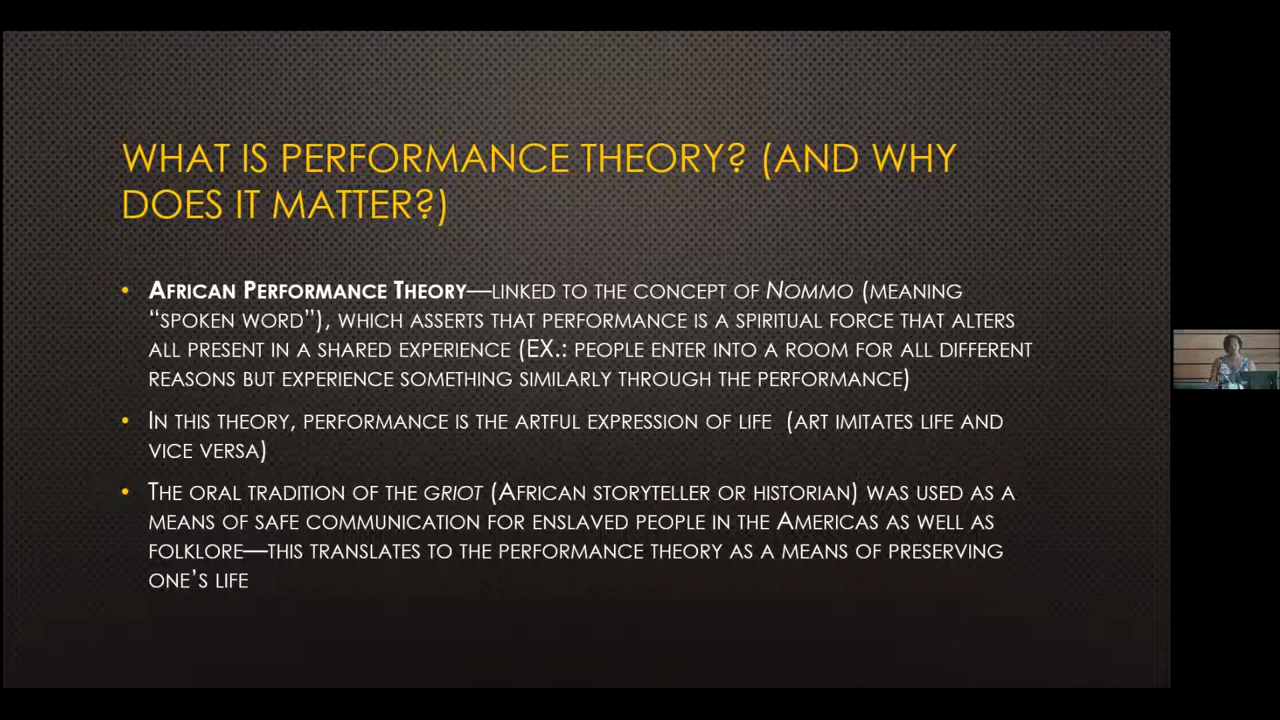 WHAT IS PERFORMANCE THEORY? (AND WHY
DOES IT MATTER?)
• AFRICAN PERFORMANCE THEORY—LINKED TO THE CONCEPT OF NOMMO (MEANING
“SPOKEN WORD”), WHICH ASSERTS THAT PERFORMANCE IS A SPIRITUAL FORCE THAT ALTERS
ALL PRESENT IN A SHARED EXPERIENCE (EX.: PEOPLE ENTER INTO A ROOM FOR ALL DIFFERENT
REASONS BUT EXPERIENCE SOMETHING SIMILARLY THROUGH THE PERFORMANCE)
• IN THIS THEORY, PERFORMANCE IS THE ARTFUL EXPRESSION OF LIFE (ART IMITATES LIFE AND
VICE VERSA)
• THE ORAL TRADITION OF THE GRIOT (AFRICAN STORYTELLER OR HISTORIAN) WAS USED AS A
MEANS OF SAFE COMMUNICATION FOR ENSLAVED PEOPLE IN THE AMERICAS AS WELL AS
FOLKLORE—THIS TRANSLATES TO THE PERFORMANCE THEORY AS A MEANS OF PRESERVING
ONE’S LIFE